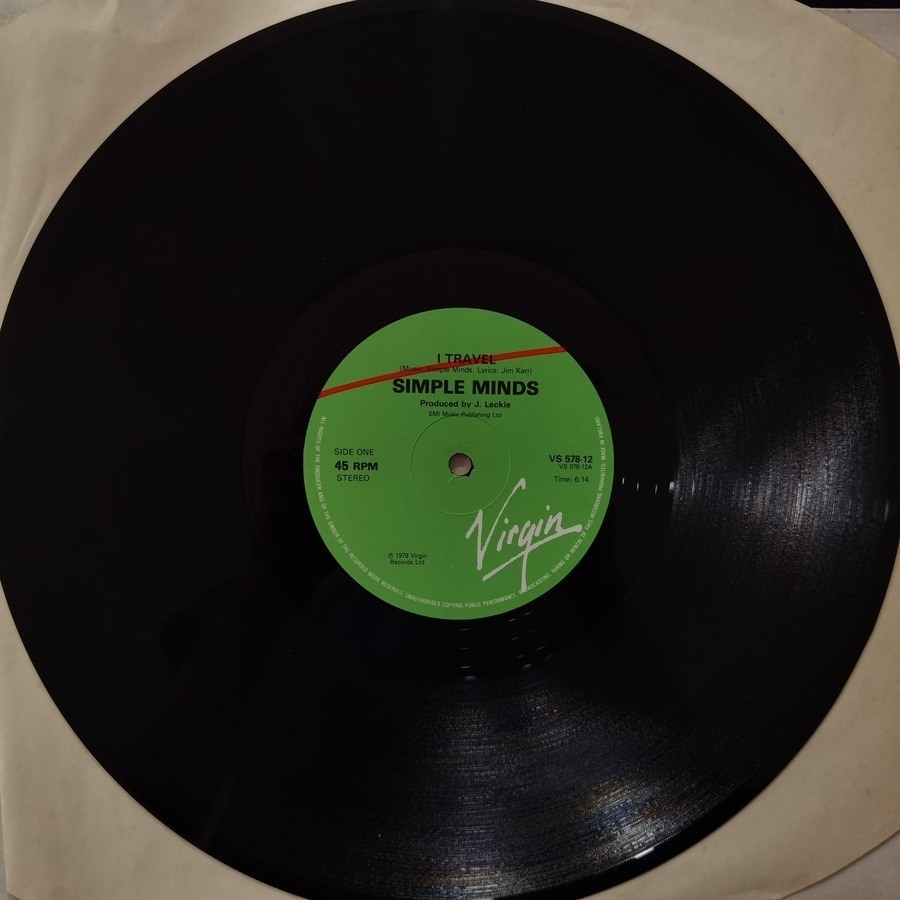 I TRAVEL
(Music: Simple Minds. Lyrics: Jim Kerr)
SIMPLE MINDS
Produced by J. Leckie
EMI Music Publishing Ltd
SIDE ONE
45 RPM
STEREO
VS 578-12
VS 578-12A
Time: 6.14
Virgin
℗ 1979 Virgin
Records Ltd
ALL RIGHTS OF THE PRODUCER AND OF THE OWNER OF THE RECORDED WORK RESERVED. UNAUTHORISED COPYING, PUBLIC PERFORMANCE, BROADCASTING, HIRING OR RENTAL OF THIS RECORDING PROHIBITED. MADE IN ENGLAND